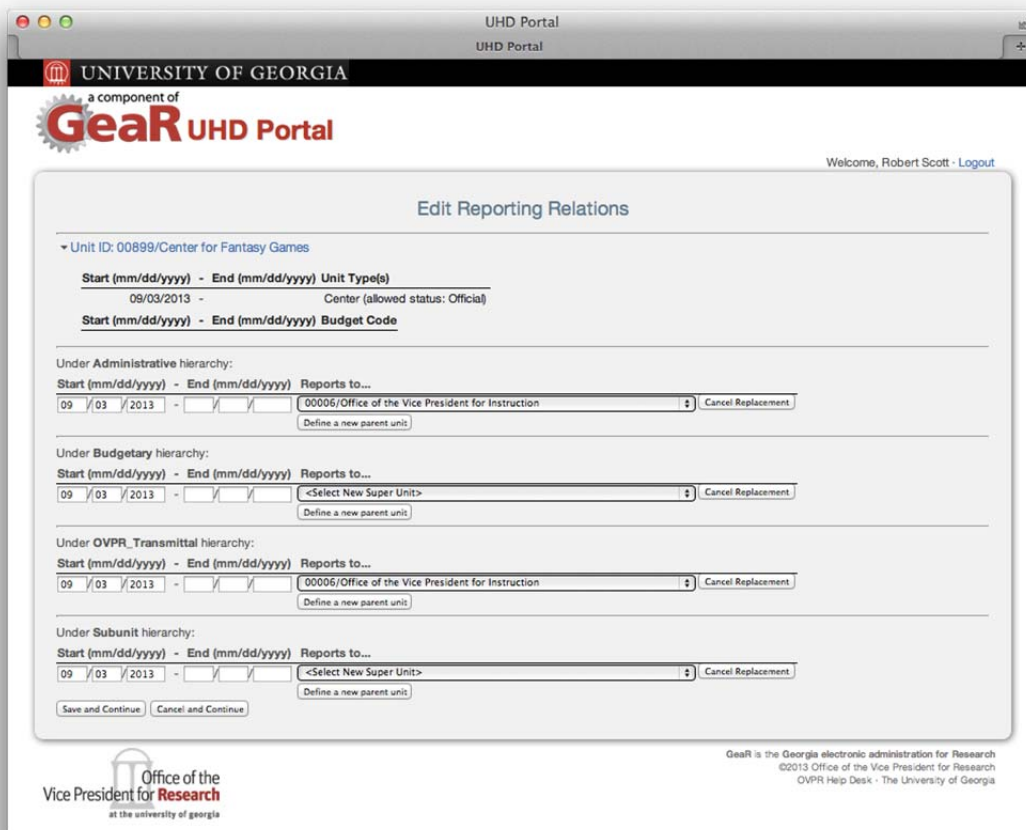 UHD Portal
UHD Portal
UNIVERSITY OF GEORGIA
a component of
GeaR UHD Portal
Welcome, Robert Scott · Logout
Edit Reporting Relations
Unit ID: 00899/Center for Fantasy Games
Start (mm/dd/yyyy) - End (mm/dd/yyyy) Unit Type(s)
09/03/2013 - Center (allowed status: Official)
Start (mm/dd/yyyy) - End (mm/dd/yyyy) Budget Code
Under Administrative hierarchy:
Start (mm/dd/yyyy) - End (mm/dd/yyyy) Reports to...
09 / 03 / 2013 - / / 00006/Office of the Vice President for Instruction Cancel Replacement
Define a new parent unit
Under Budgetary hierarchy:
Start (mm/dd/yyyy) - End (mm/dd/yyyy) Reports to...
09 / 03 / 2013 - / / <Select New Super Unit> Cancel Replacement
Define a new parent unit
Under OVPR_Transmittal hierarchy:
Start (mm/dd/yyyy) - End (mm/dd/yyyy) Reports to...
09 / 03 / 2013 - / / 00006/Office of the Vice President for Instruction Cancel Replacement
Define a new parent unit
Under Subunit hierarchy:
Start (mm/dd/yyyy) - End (mm/dd/yyyy) Reports to...
09 / 03 / 2013 - / / <Select New Super Unit> Cancel Replacement
Define a new parent unit
Save and Continue Cancel and Continue
Office of the
Vice President for Research
at the university of georgia
GeaR is the Georgia electronic administration for Research
©2013 Office of the Vice President for Research
OVPR Help Desk · The University of Georgia